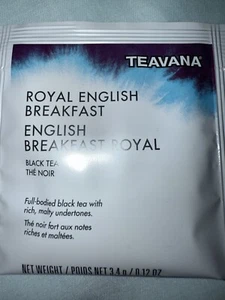 TEAVANA
ROYAL ENGLISH
BREAKFAST
ENGLISH
BREAKFAST ROYAL
BLACK TEA
THÉ NOIR
Full-bodied black tea with
rich, malty undertones.
Thé noir fort aux notes
riches et maltées.
NET WEIGHT / POIDS NET 3.4 g / 0.12 OZ